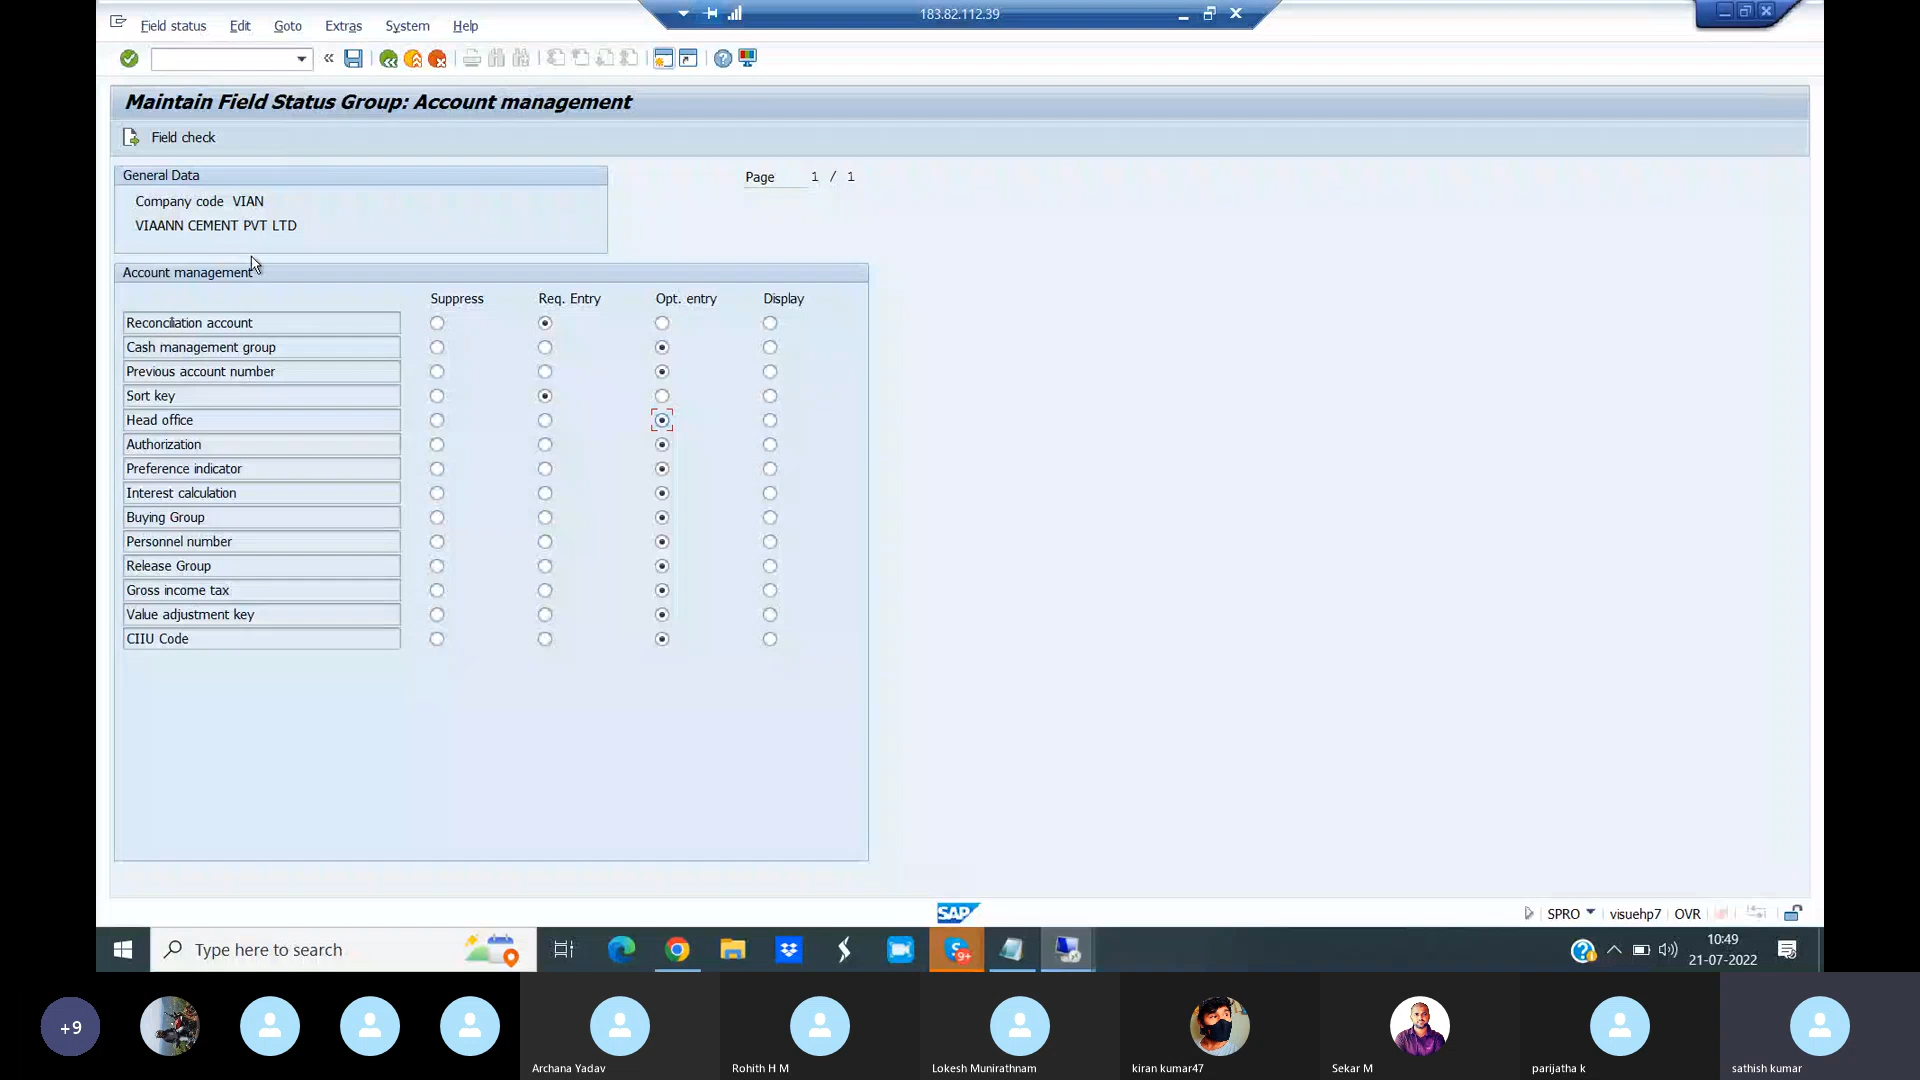 183.82.112.39
Field status Edit Goto Extras System Help
Maintain Field Status Group: Account management
Field check
General Data
Page 1 / 1
Company code VIAN
VIAANN CEMENT PVT LTD
Account management
Suppress Req. Entry Opt. entry Display
Reconciliation account
Cash management group
Previous account number
Sort key
Head office
Authorization
Preference indicator
Interest calculation
Buying Group
Personnel number
Release Group
Gross income tax
Value adjustment key
CIIU Code
SAP
SPRO visuehp7 OVR
Type here to search
9+
10:49
21-07-2022
+9
Archana Yadav
Rohith H M
Lokesh Munirathnam
kiran kumar47
Sekar M
parijatha k
sathish kumar